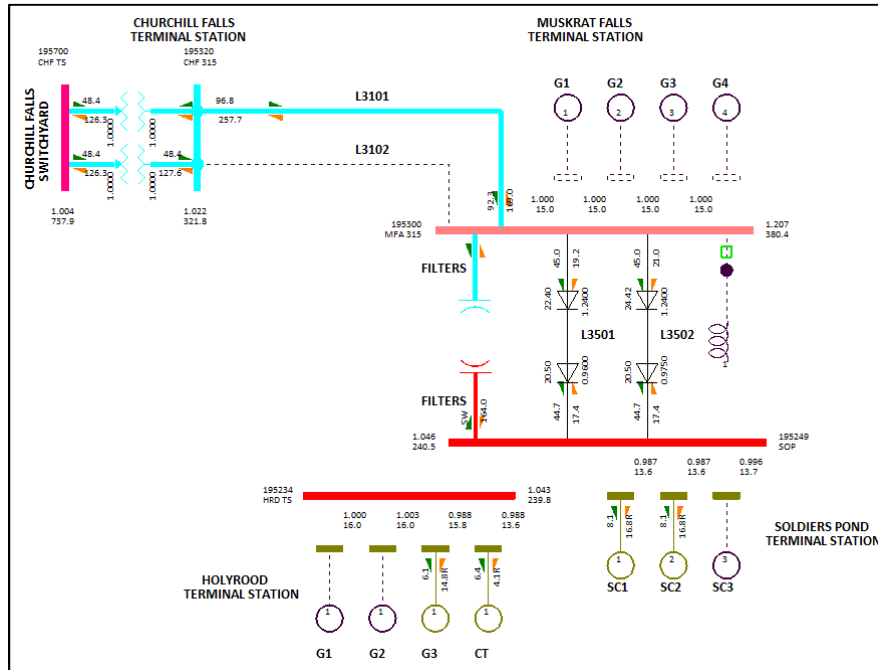 CHURCHILL FALLS
TERMINAL STATION
MUSKRAT FALLS
TERMINAL STATION
195700
CHF TS
195320
CHF 315
CHURCHILL FALLS
SWITCHYARD
48.4
126.3
1.0000
1.0000
96.8
257.7
L3101
48.4
126.3
1.0000
1.0000
48.4
127.6
L3102
1.004
737.9
1.022
321.8
G1
G2
G3
G4
1
2
3
4
92.3
169.0
1.000
15.0
1.000
15.0
1.000
15.0
1.000
15.0
195300
MFA 315
1.207
380.4
FILTERS
45.0
19.2
45.0
21.0
22.40
1.2400
24.42
1.2400
L3501
L3502
1
20.50
0.9600
20.50
0.9750
FILTERS
SW
164.0
44.7
17.4
44.7
17.4
1.046
240.5
195249
SOP
0.987
13.6
0.987
13.6
0.996
13.7
195234
HRD TS
1.043
239.8
1.000
16.0
1.003
16.0
0.988
15.8
0.988
13.6
8.1
16.8R
8.1
16.8R
SOLDIERS POND
TERMINAL STATION
6.1
14.8R
6.4
4.1R
1
2
3
SC1
SC2
SC3
HOLYROOD
TERMINAL STATION
1
1
1
1
G1
G2
G3
CT